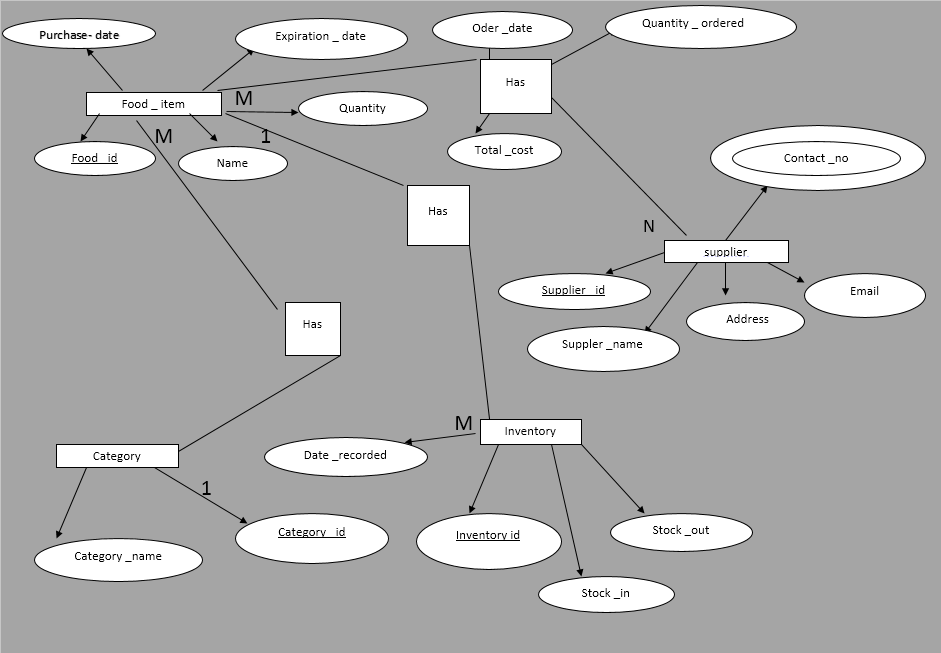 Purchase- date
Expiration _ date
Oder _date
Quantity _ ordered
Food _ item
M
Quantity
Has
M
1
Food _id
Name
Total _cost
Contact _no
Has
N
supplier
Supplier _id
Email
Address
Has
Suppler _name
M
Inventory
Category
Date _recorded
1
Category _id
Inventory id
Stock _out
Category _name
Stock _in